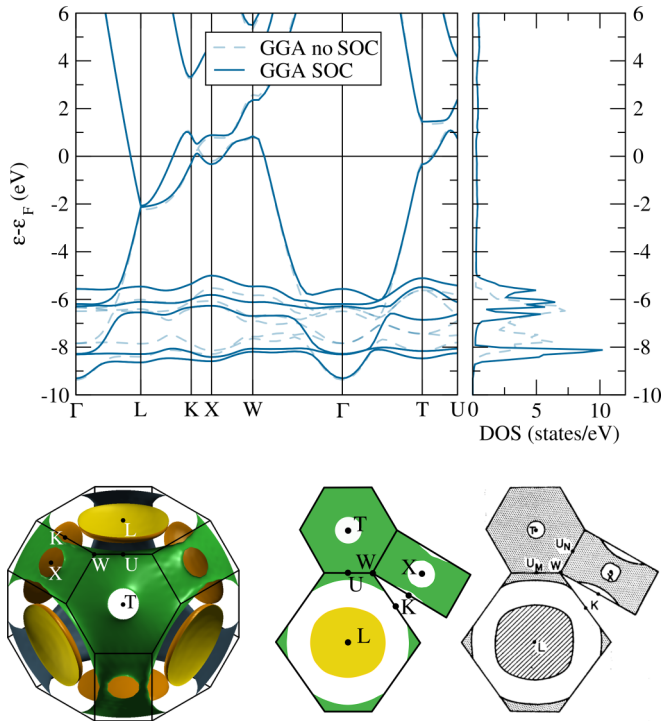 6
6
GGA no SOC
GGA SOC
4
4
2
2
0
0
ε-ε_F (eV)
-2
-2
-4
-4
-6
-6
-8
-8
-10
-10
Γ L K X W Γ T U
0 5 10
DOS (states/eV)
L
K
X
W U
T
T
W
X
U
K
L
T
U_N
U_M W
X
K
L